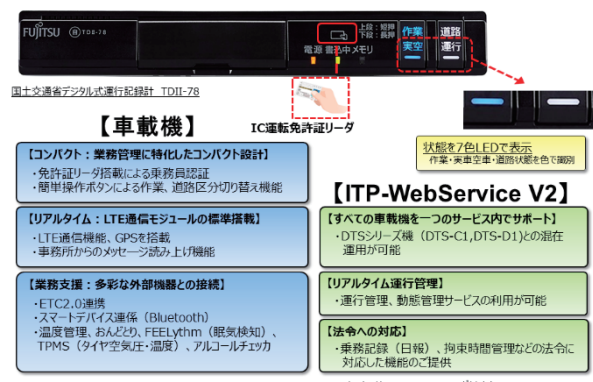 FUJITSU TDⅡ-78
上段:短押
下段:長押
電源 書込中 メモリ
作業
実空
道路
運行
国土交通省デジタル式運行記録計 TDII-78
IC運転免許証リーダ
状態を7色LEDで表示
作業・実車空車・道路状態を色で識別
【車載機】
【コンパクト:業務管理に特化したコンパクト設計】
・免許証リーダ搭載による乗務員認証
・簡単操作ボタンによる作業、道路区分切り替え機能
【リアルタイム:LTE通信モジュールの標準搭載】
・LTE通信機能、GPSを搭載
・事務所からのメッセージ読み上げ機能
【業務支援:多彩な外部機器との接続】
・ETC2.0連携
・スマートデバイス連係(Bluetooth)
・温度管理、おんどとり、FEELythm(眠気検知)、
TPMS(タイヤ空気圧・温度)、アルコールチェッカ
【ITP-WebService V2】
【すべての車載機を一つのサービス内でサポート】
・DTSシリーズ機(DTS-C1,DTS-D1)との混在
運用が可能
【リアルタイム運行管理】
・運行管理、動態管理サービスの利用が可能
【法令への対応】
・乗務記録(日報)、拘束時間管理などの法令に
対応した機能のご提供